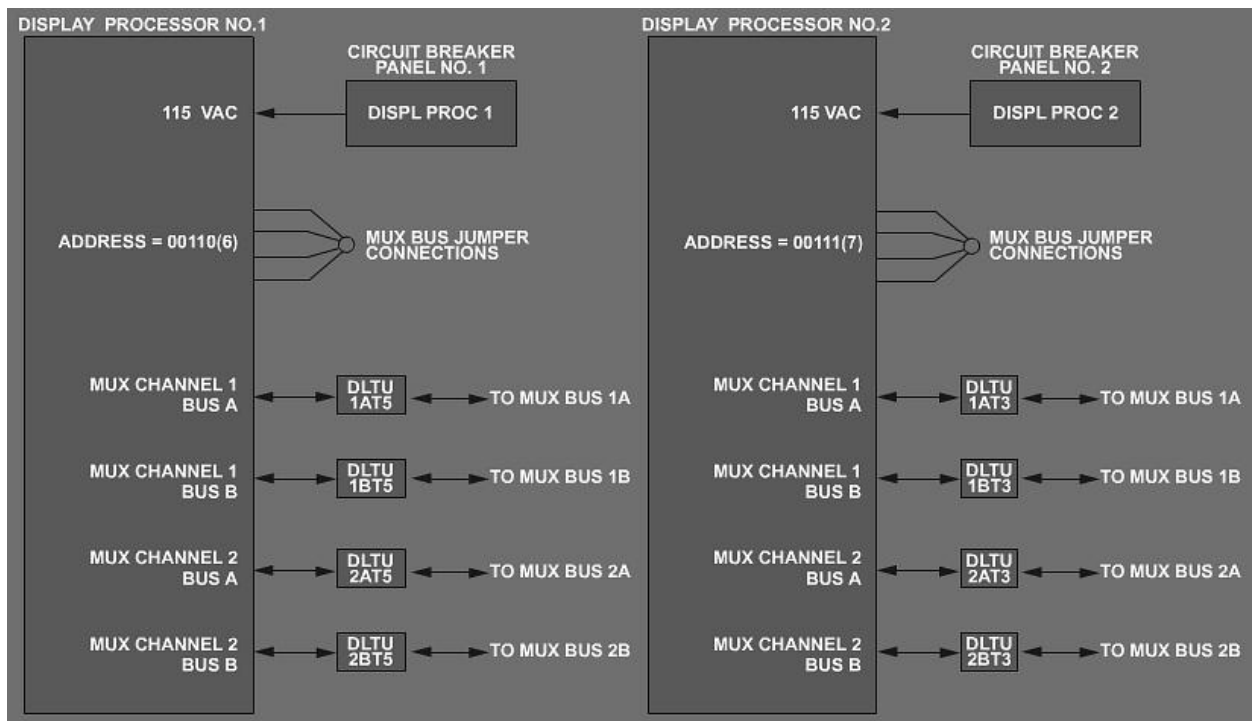 DISPLAY PROCESSOR NO.1
CIRCUIT BREAKER
PANEL NO. 1
115 VAC
DISPL PROC 1
ADDRESS = 00110(6)
MUX BUS JUMPER
CONNECTIONS
MUX CHANNEL 1
BUS A
DLTU
1AT5
TO MUX BUS 1A
MUX CHANNEL 1
BUS B
DLTU
1BT5
TO MUX BUS 1B
MUX CHANNEL 2
BUS A
DLTU
2AT5
TO MUX BUS 2A
MUX CHANNEL 2
BUS B
DLTU
2BT5
TO MUX BUS 2B
DISPLAY PROCESSOR NO.2
CIRCUIT BREAKER
PANEL NO. 2
115 VAC
DISPL PROC 2
ADDRESS = 00111(7)
MUX BUS JUMPER
CONNECTIONS
MUX CHANNEL 1
BUS A
DLTU
1AT3
TO MUX BUS 1A
MUX CHANNEL 1
BUS B
DLTU
1BT3
TO MUX BUS 1B
MUX CHANNEL 2
BUS A
DLTU
2AT3
TO MUX BUS 2A
MUX CHANNEL 2
BUS B
DLTU
2BT3
TO MUX BUS 2B